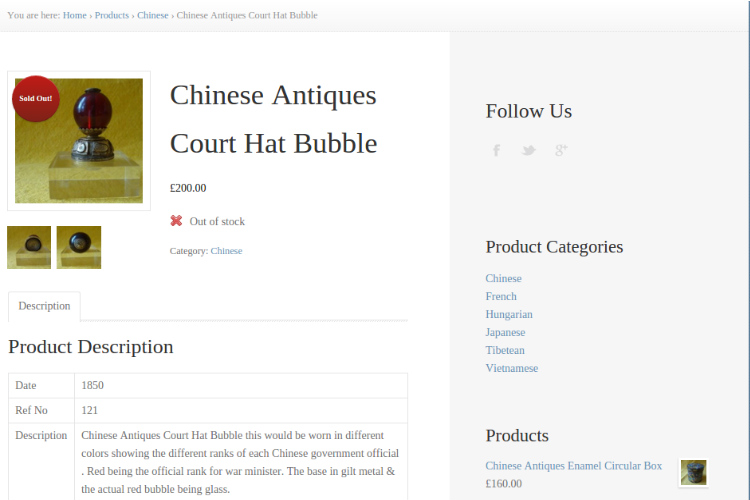 You are here: Home › Products › Chinese › Chinese Antiques Court Hat Bubble
Sold Out!
Chinese Antiques
Court Hat Bubble
£200.00
Out of stock
Category: Chinese
Description
Product Description
Date 1850
Ref No 121
Description Chinese Antiques Court Hat Bubble this would be worn in different
colors showing the different ranks of each Chinese government official
. Red being the official rank for war minister. The base in gilt metal &
the actual red bubble being glass.
Follow Us
Product Categories
Chinese
French
Hungarian
Japanese
Tibetean
Vietnamese
Products
Chinese Antiques Enamel Circular Box
£160.00